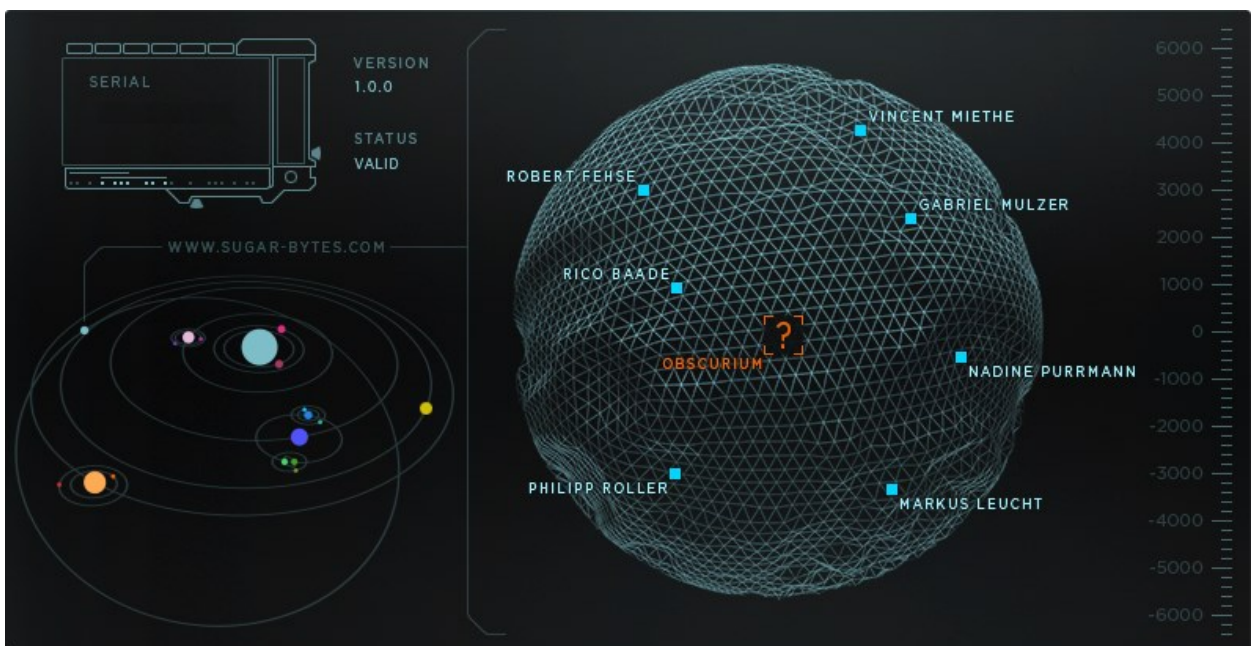 SERIAL
VERSION
1.0.0
STATUS
VALID
WWW.SUGAR-BYTES.COM
VINCENT MIETHE
ROBERT FEHSE
GABRIEL MULZER
RICO BAADE
?
OBSCURIUM
NADINE PURRMANN
PHILIPP ROLLER
MARKUS LEUCHT
6000
5000
4000
3000
2000
1000
0
-1000
-2000
-3000
-4000
-5000
-6000